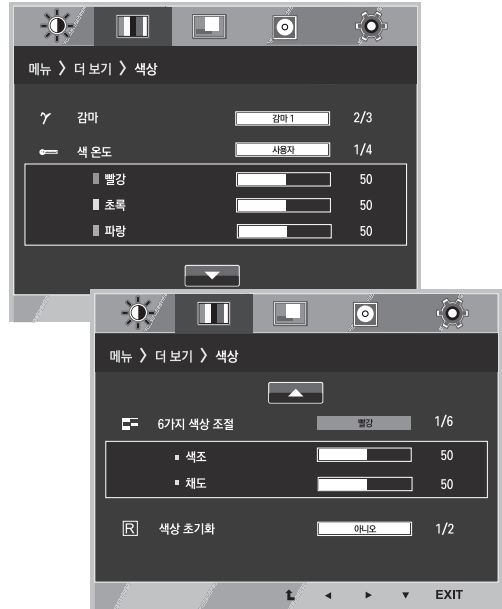 메뉴 〉 더 보기 〉 색상
γ 감마 감마 1 2/3
색 온도 사용자 1/4
빨강 50
초록 50
파랑 50
메뉴 〉 더 보기 〉 색상
6가지 색상 조절 빨강 1/6
색조 50
채도 50
R 색상 초기화 아니오 1/2
EXIT